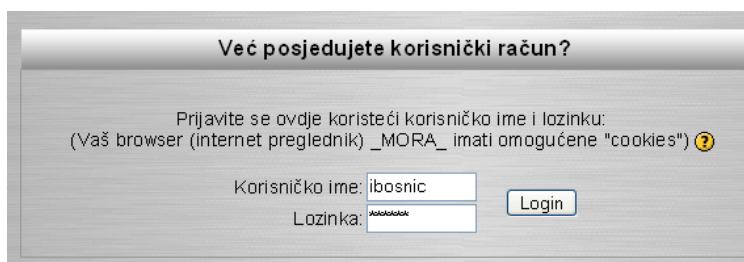 Već posjedujete korisnički račun?
Prijavite se ovdje koristeći korisničko ime i lozinku:
(Vaš browser (internet preglednik) _MORA_ imati omogućene "cookies") ?
Korisničko ime: ibosnic
Login
Lozinka: *******